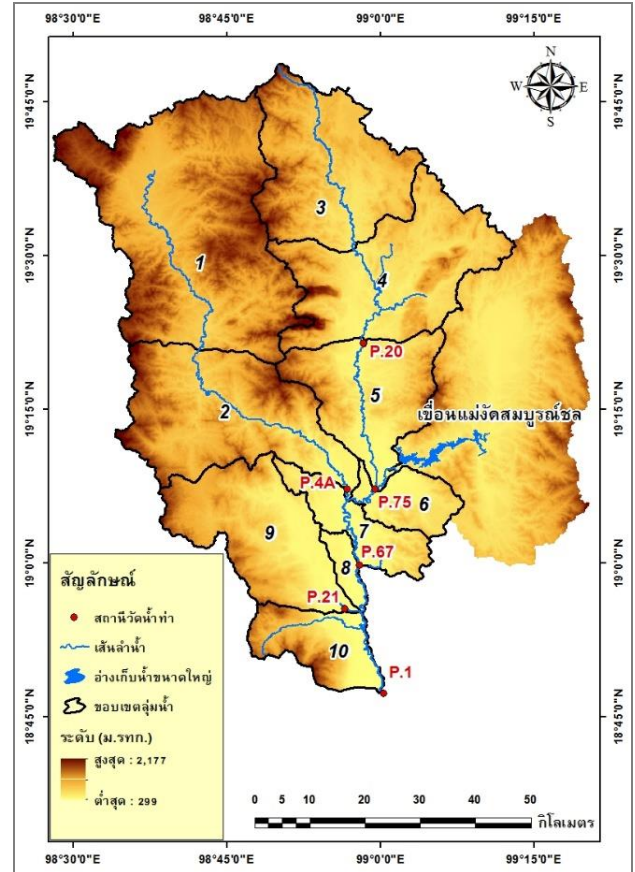 98°30'0"E 98°45'0"E 99°0'0"E 99°15'0"E
19°45'0"N 19°45'0"N
N
W E
S
3
1
19°30'0"N 19°30'0"N
4
P.20
5
19°15'0"N 19°15'0"N
2
เขื่อนแม่งัดสมบูรณ์ชล
P.4A P.75 6
9 7
19°0'0"N 19°0'0"N
8 P.67
P.21
10
P.1
18°45'0"N 18°45'0"N
สัญลักษณ์
สถานีวัดน้ำท่า
เส้นลำน้ำ
อ่างเก็บน้ำขนาดใหญ่
ขอบเขตลุ่มน้ำ
ระดับ (ม.รทก.)
สูงสุด : 2,177
ต่ำสุด : 299
0 5 10 20 30 40 50
กิโลเมตร
98°30'0"E 98°45'0"E 99°0'0"E 99°15'0"E